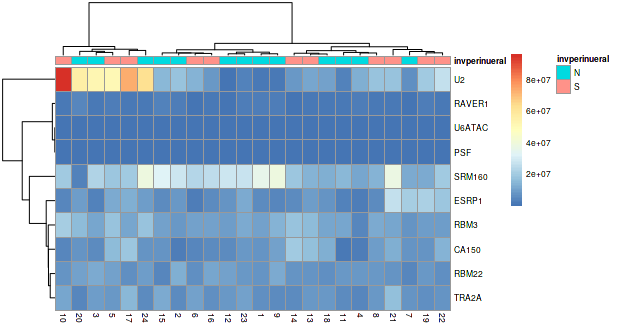 invperinueral
U2
RAVER1
U6ATAC
PSF
SRM160
ESRP1
RBM3
CA150
RBM22
TRA2A
10 20 3 5 17 24 15 2 6 16 12 23 1 9 14 13 18 11 4 8 21 7 19 22
8e+07
6e+07
4e+07
2e+07
invperinueral
N
S